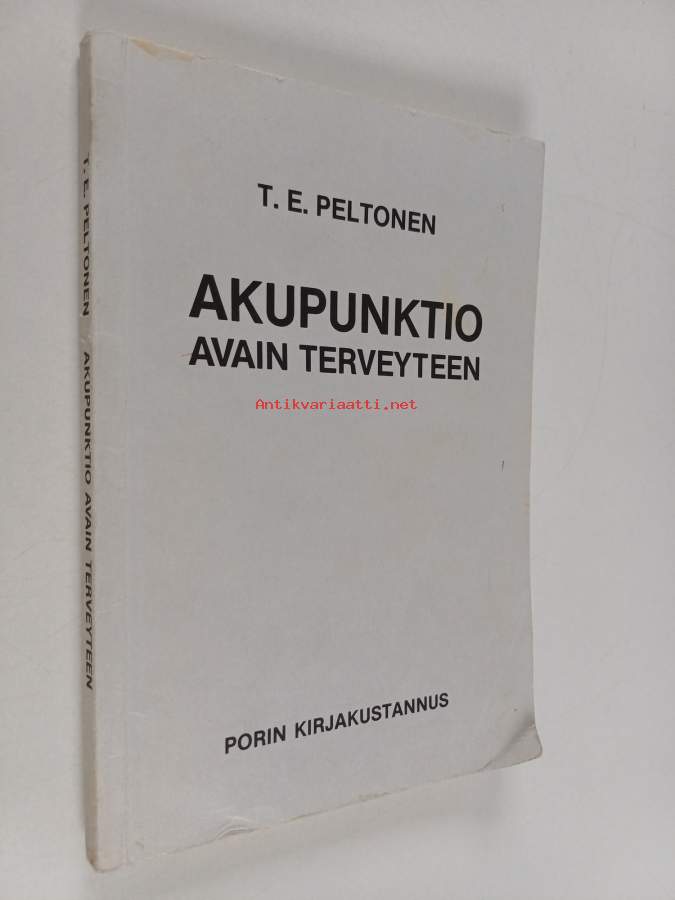 T. E. PELTONEN
AKUPUNKTIO
AVAIN TERVEYTEEN
Antikvariaatti.net
PORIN KIRJAKUSTANNUS
T. E. PELTONEN AKUPUNKTIO AVAIN TERVEYTEEN